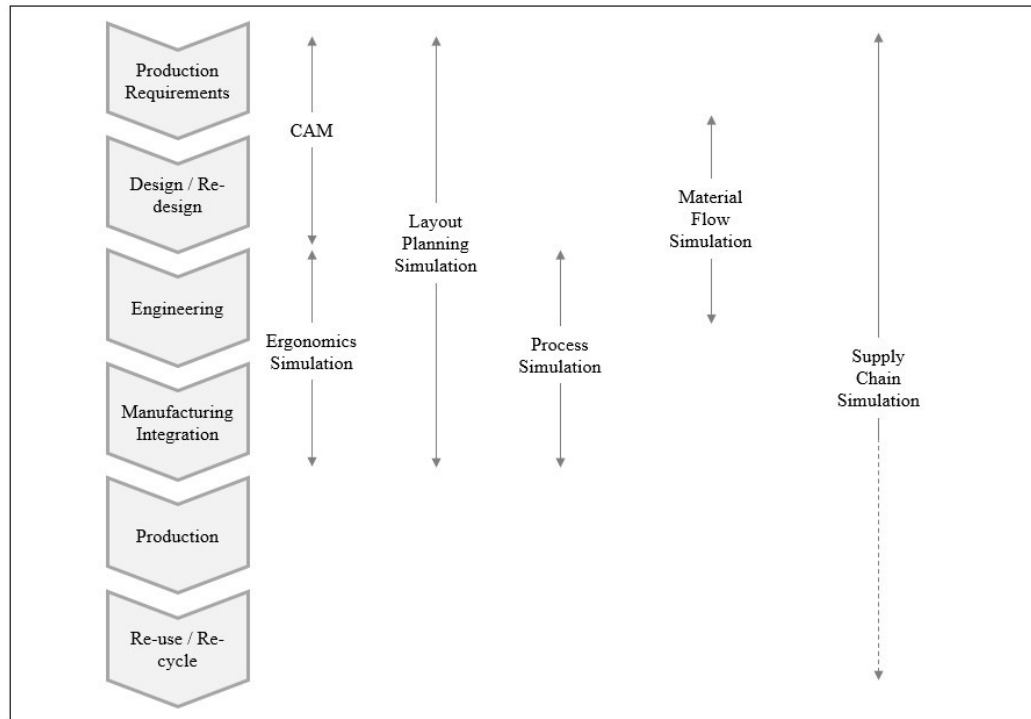 Production
Requirements
Design / Re-
design
Engineering
Manufacturing
Integration
Production
Re-use / Re-
cycle
CAM
Ergonomics
Simulation
Layout
Planning
Simulation
Process
Simulation
Material
Flow
Simulation
Supply
Chain
Simulation